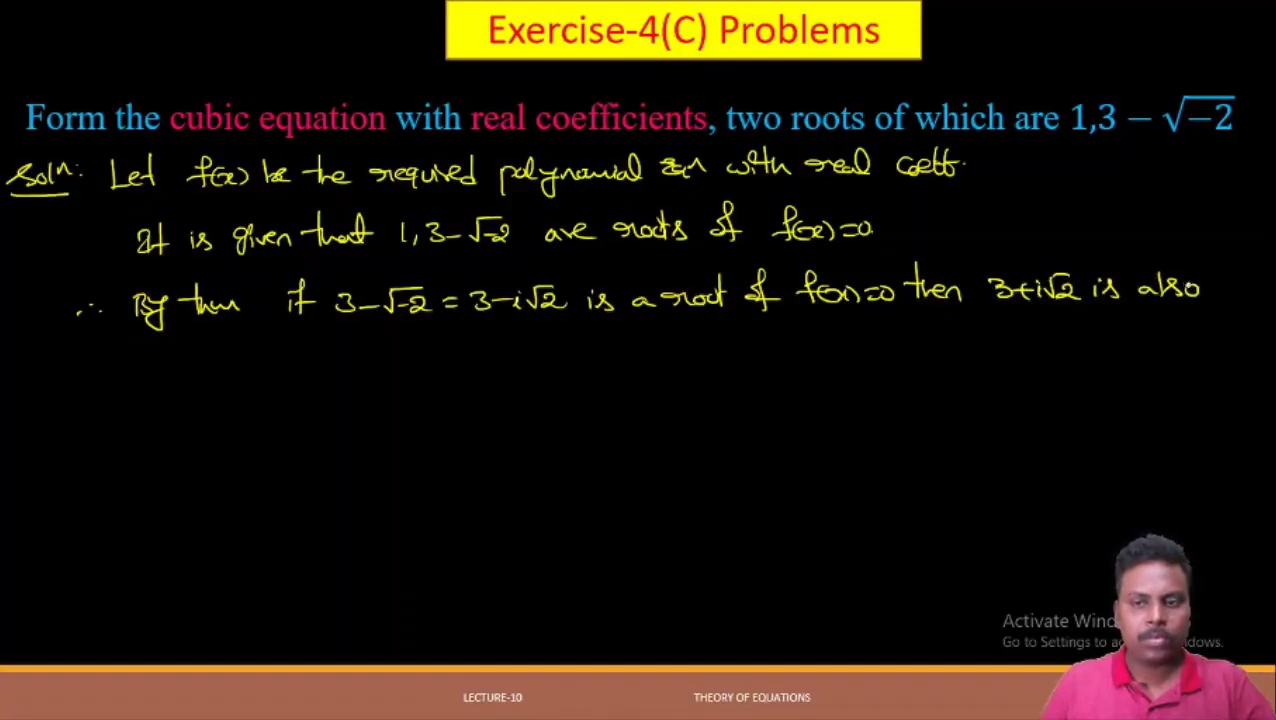 Exercise-4(C) Problems
Form the cubic equation with real coefficients, two roots of which are 1,3 − √−2
Soln: Let f(x) be the required polynomial eqn with real coeff.
It is given that 1, 3-√-2 are roots of f(x)=0
∴ By thm if 3-√-2 = 3-i√2 is a root of f(x)=0 then 3+i√2 is also
Activate Wind
Go to Settings to a ndows.
LECTURE-10
THEORY OF EQUATIONS